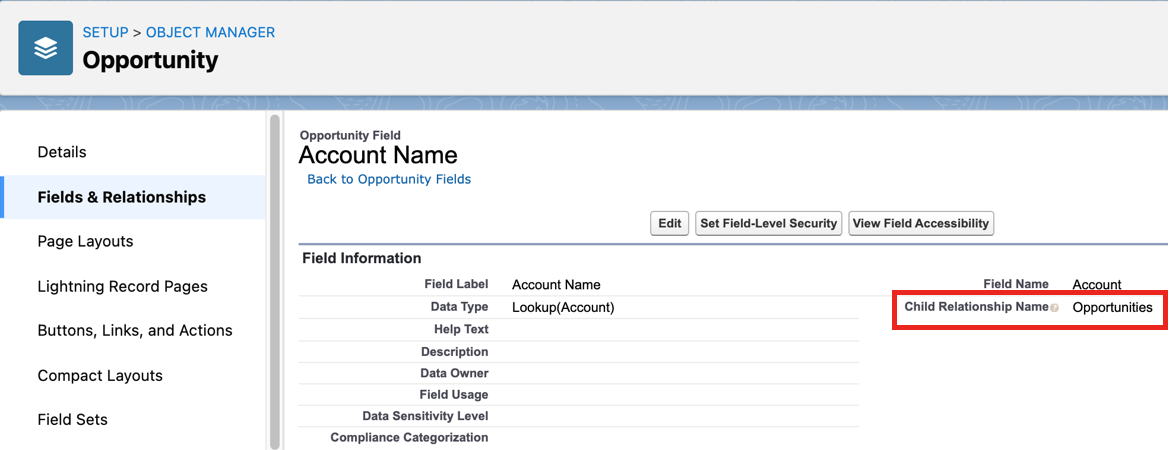 SETUP > OBJECT MANAGER
Opportunity
Details
Fields & Relationships
Page Layouts
Lightning Record Pages
Buttons, Links, and Actions
Compact Layouts
Field Sets
Opportunity Field
Account Name
Back to Opportunity Fields
Edit Set Field-Level Security View Field Accessibility
Field Information
Field Label Account Name Field Name Account
Data Type Lookup(Account) Child Relationship Name ? Opportunities
Help Text
Description
Data Owner
Field Usage
Data Sensitivity Level
Compliance Categorization